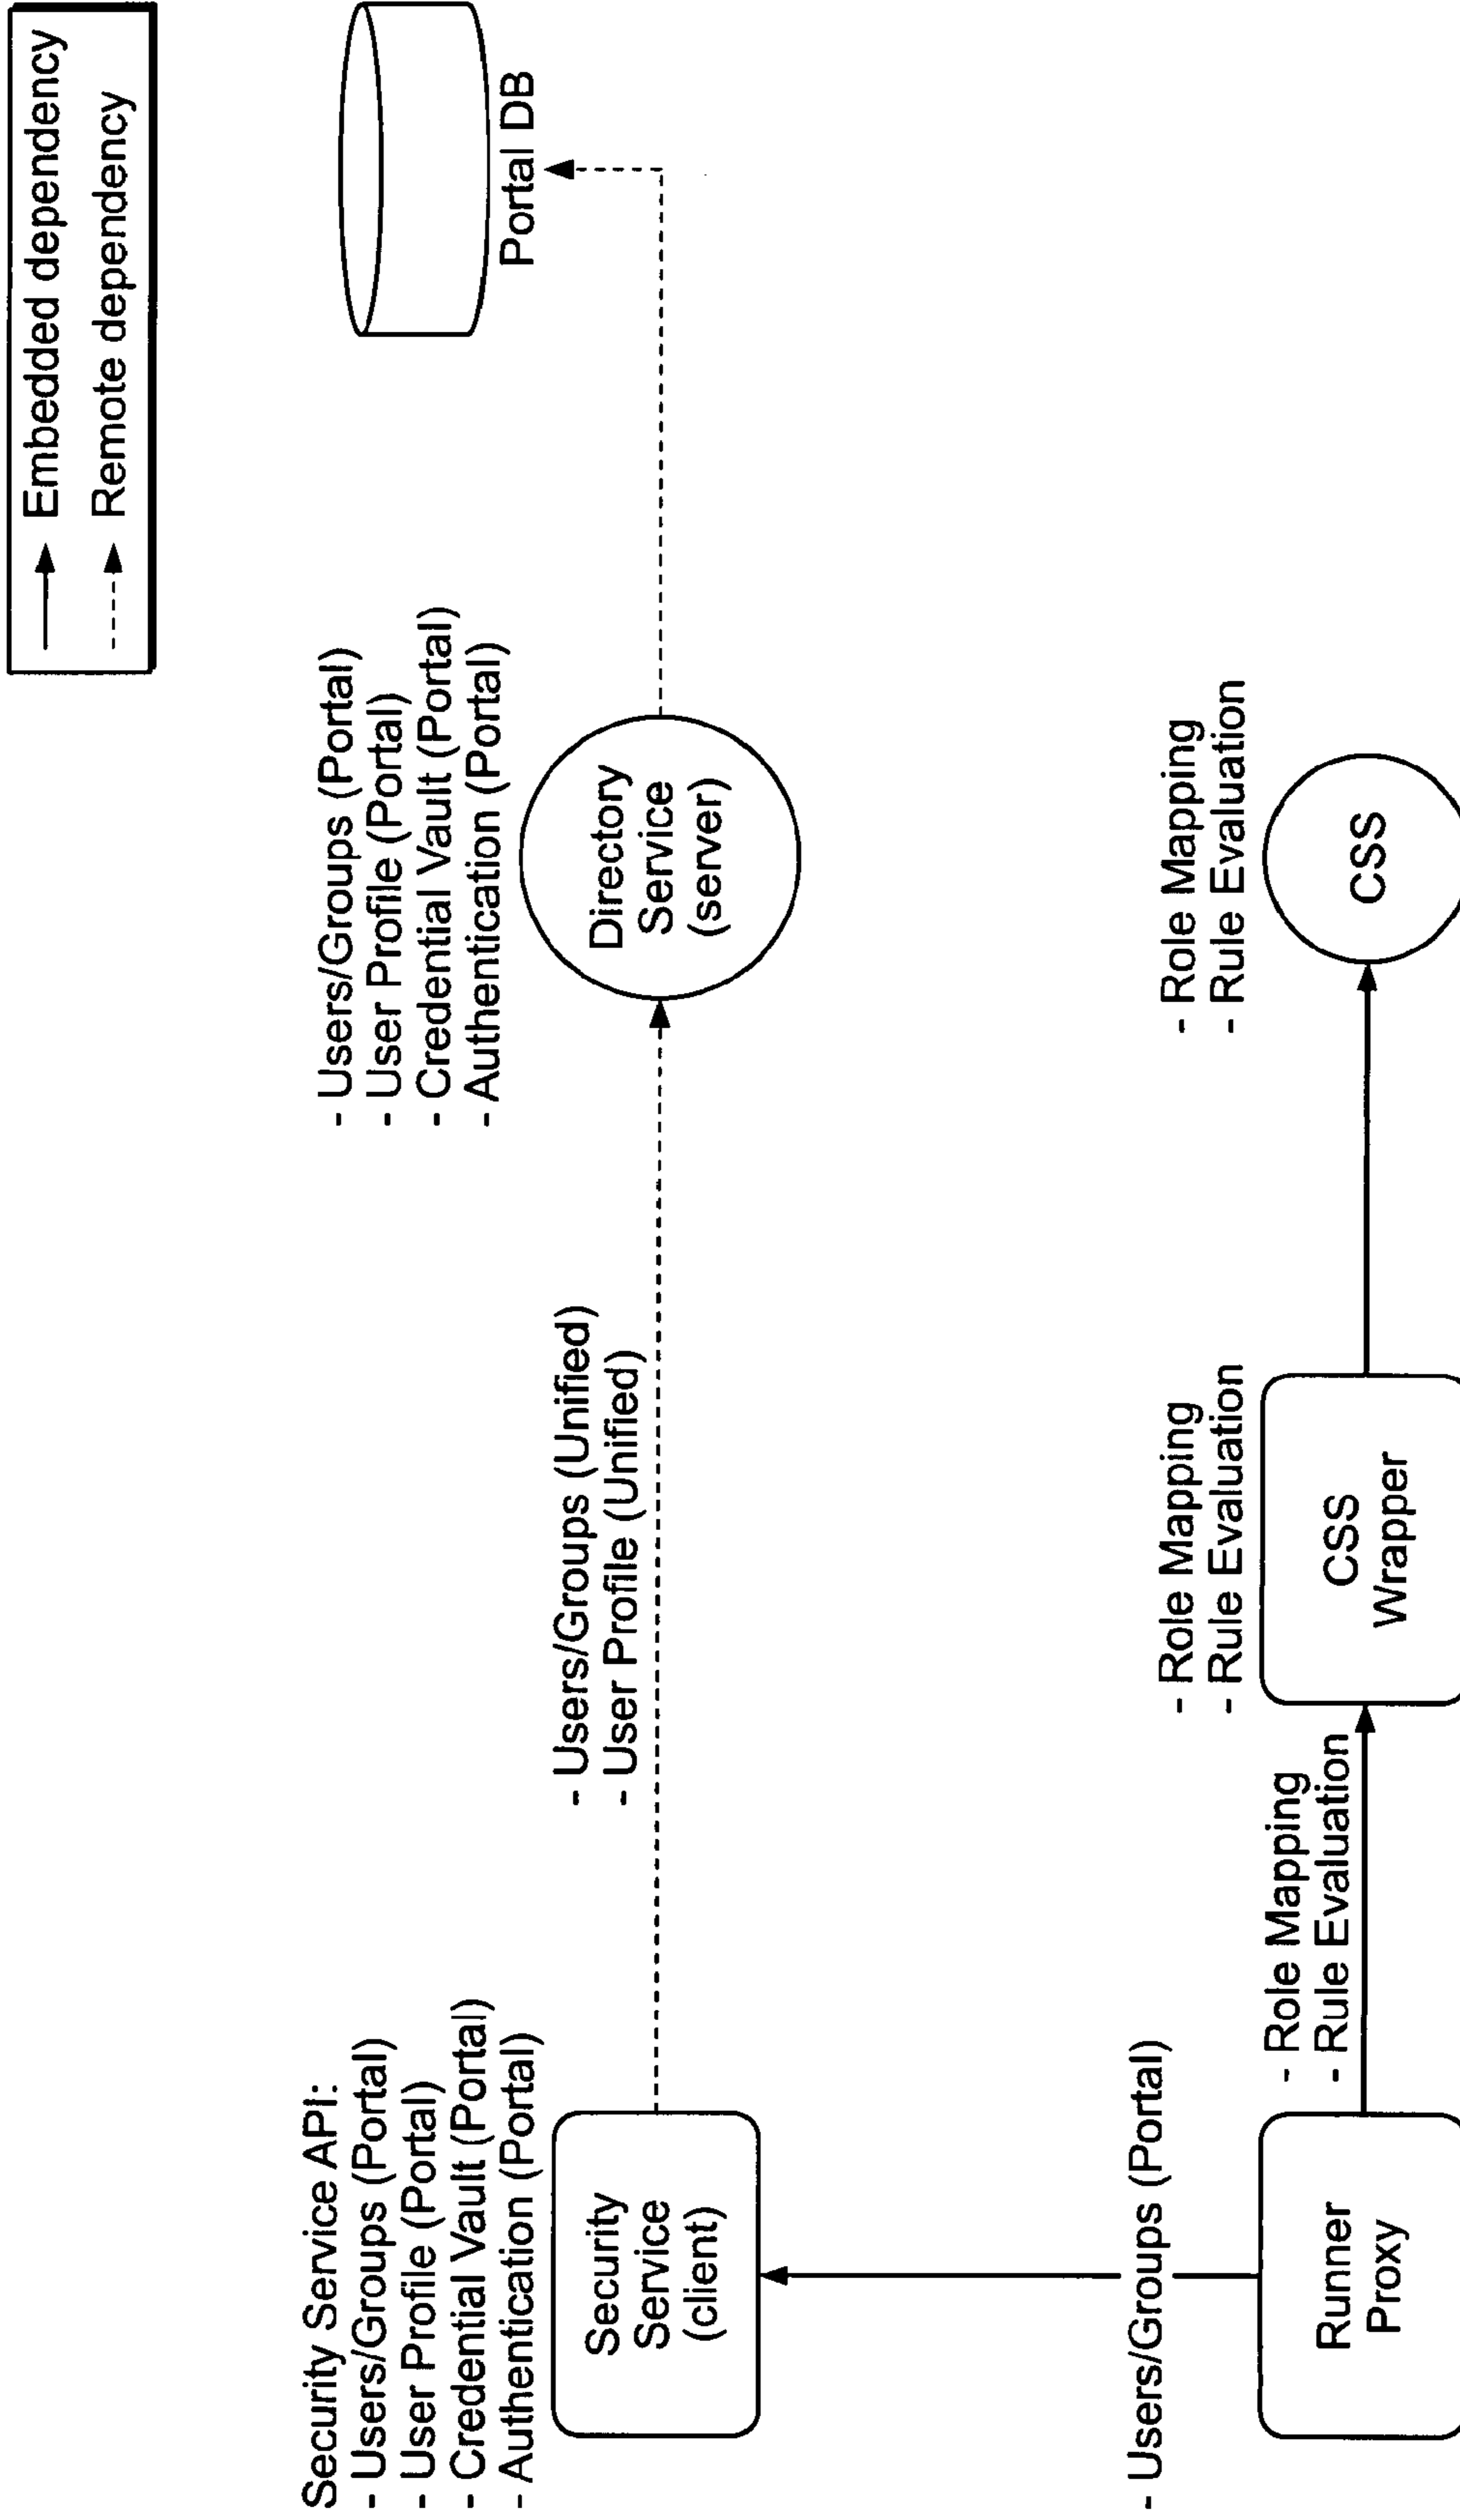 Embedded dependency
Remote dependency
Security Service API:
- Users/Groups (Portal)
- User Profile (Portal)
- Credential Vault (Portal)
- Authentication (Portal)
Security
Service
(client)
- Users/Groups (Unified)
- User Profile (Unified)
- Users/Groups (Portal)
- User Profile (Portal)
- Credential Vault (Portal)
- Authentication (Portal)
Directory
Service
(server)
Portal DB
- Users/Groups (Portal)
Runner
Proxy
- Role Mapping
- Rule Evaluation
- Role Mapping
- Rule Evaluation
CSS
Wrapper
- Role Mapping
- Rule Evaluation
CSS